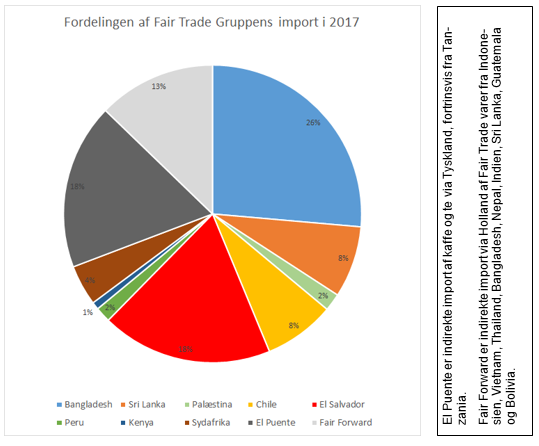 Fordelingen af Fair Trade Gruppens import i 2017
13%
26%
18%
8%
4%
2%
1%
2%
8%
Bangladesh Sri Lanka Palæstina Chile El Salvador
Peru Kenya Sydafrika El Puente Fair Forward
El Puente er indirekte import af kaffe og te via Tyskland, fortrinsvis fra Tan-
zania.
Fair Forward er indirekte import via Holland af Fair Trade varer fra Indone-
sien, Vietnam, Thailand, Bangladesh, Nepal, Indien, Sri Lanka, Guatemala
og Bolivia.